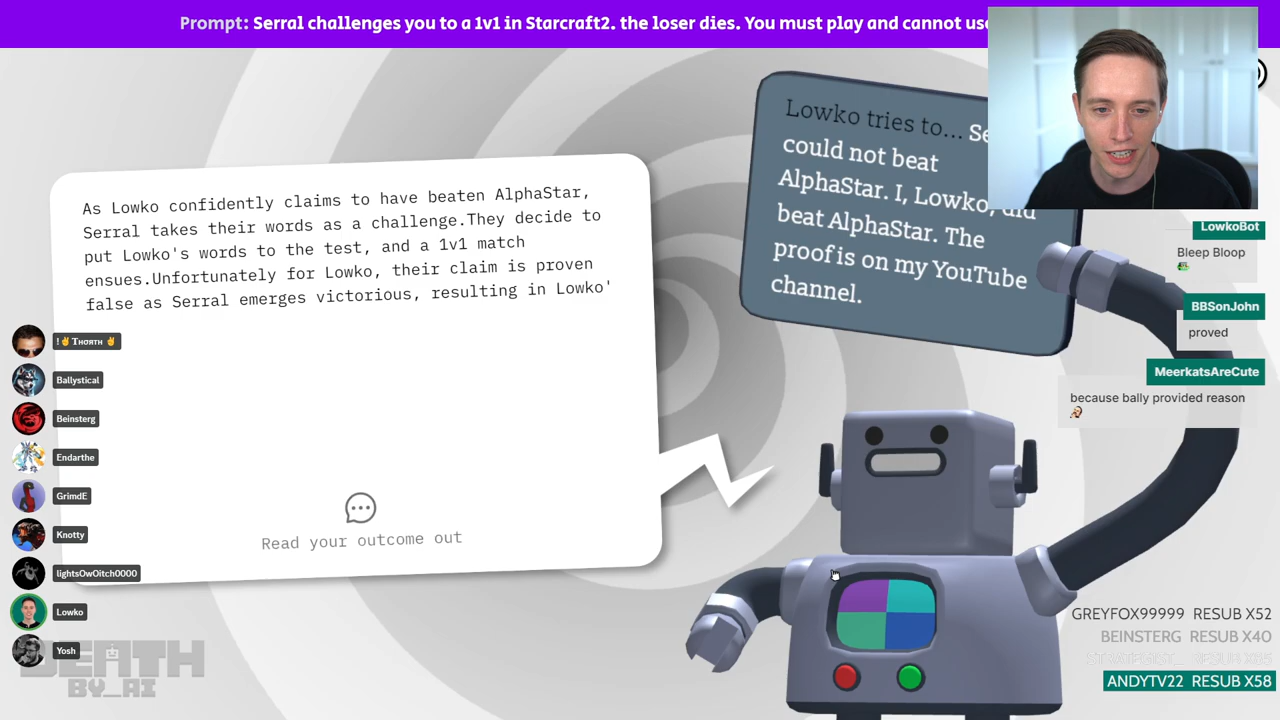 Prompt: Serral challenges you to a 1v1 in Starcraft2. the loser dies. You must play and cannot use
Lowko tries to...
could not beat
AlphaStar. I, Lowko, did
beat AlphaStar. The
proof is on my YouTube
channel.
As Lowko confidently claims to have beaten AlphaStar,
Serral takes their words as a challenge.They decide to
put Lowko's words to the test, and a 1v1 match
ensues.Unfortunately for Lowko, their claim is proven
false as Serral emerges victorious, resulting in Lowko'
Read your outcome out
!✌Thorth ✌
Ballystical
Beinsterg
Endarthe
GrimdE
Knotty
lightsOwOitch0000
Lowko
Yosh
DEATH
BY_AI
LowkoBot
Bleep Bloop
BBSonJohn
proved
MeerkatsAreCute
because bally provided reason
GREYFOX99999 RESUB X52
BEINSTERG RESUB X40
ANDYTV22 RESUB X58